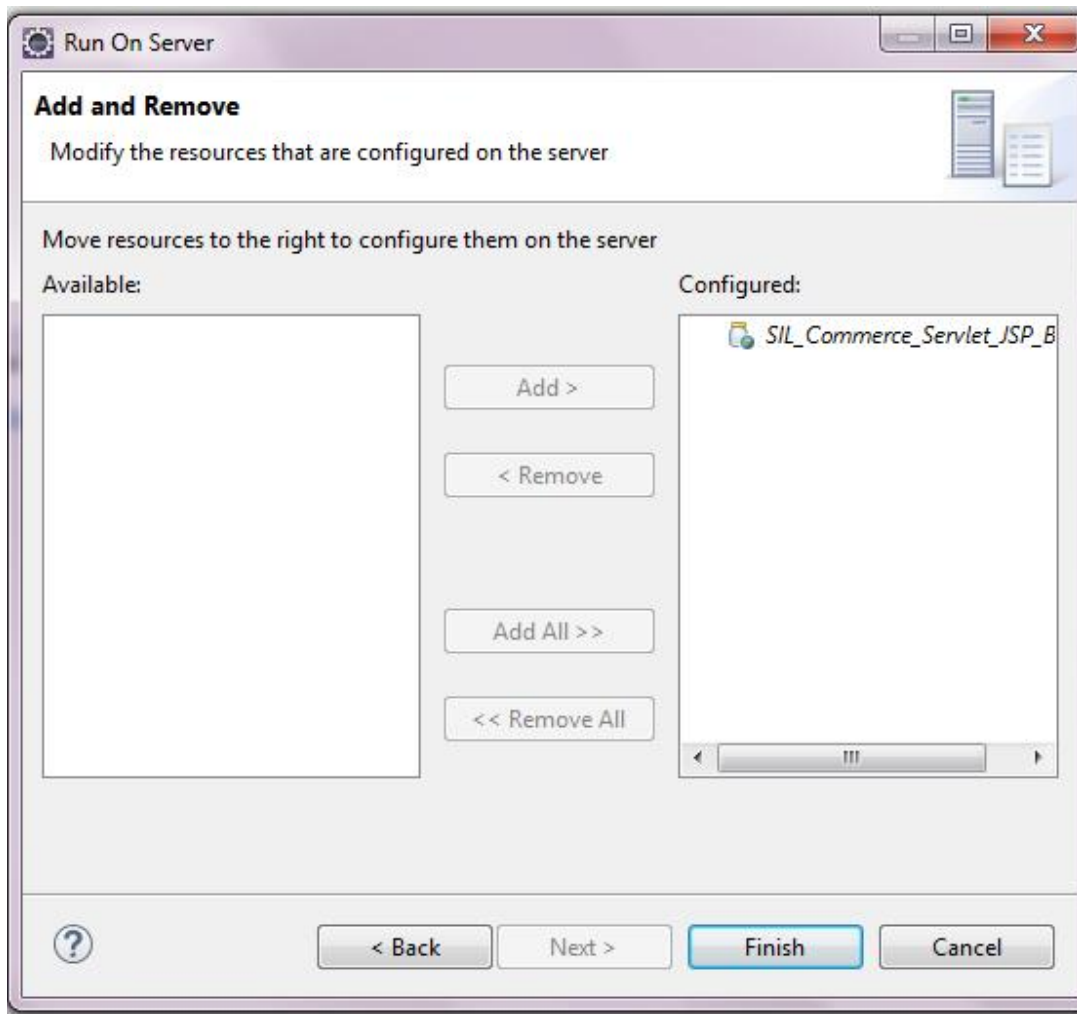 Run On Server
Add and Remove
Modify the resources that are configured on the server
Move resources to the right to configure them on the server
Available:
Configured:
SIL_Commerce_Servlet_JSP_B
Add >
< Remove
Add All >>
<< Remove All
< Back
Next >
Finish
Cancel